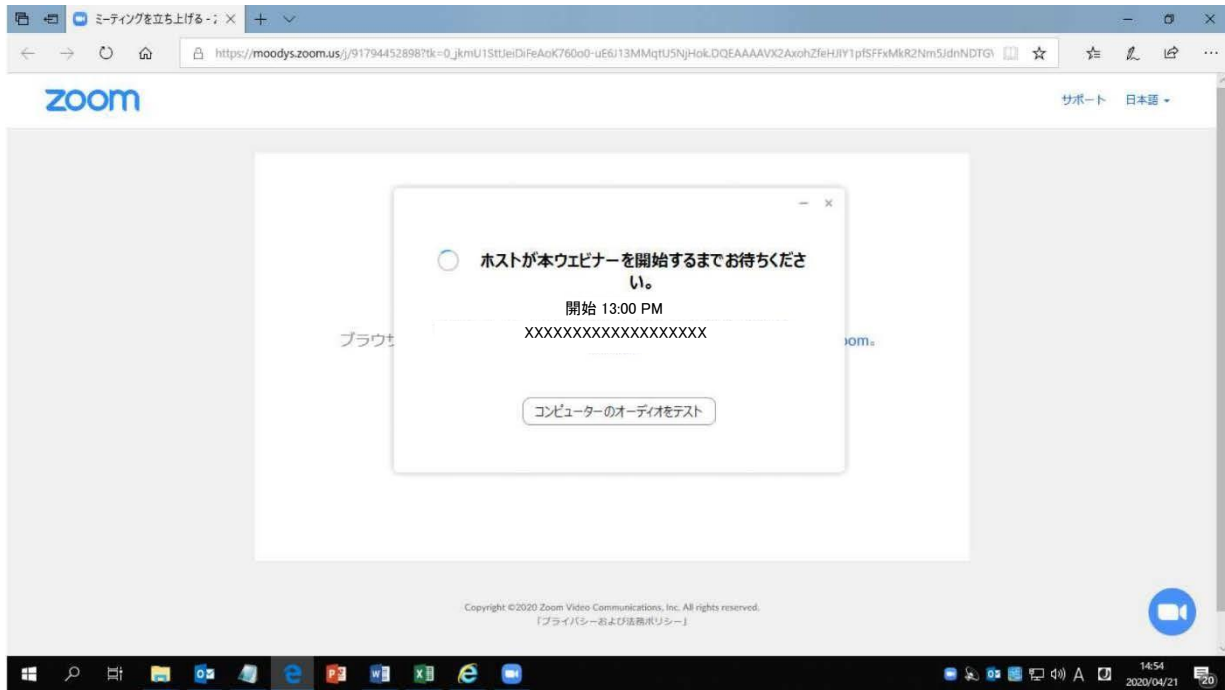 ミーティングを立ち上げる - ズ
https://moodys.zoom.us/j/91794452898?tk=
zoom
サポート 日本語
ホストが本ウェビナーを開始するまでお待ちくださ
い。
開始 13:00 PM
XXXXXXXXXXXXXXXXXXX
ブラウサ
oom。
コンピューターのオーディオをテスト
Copyright ©2020 Zoom Video Communications, Inc. All rights reserved.
「プライバシーおよび法務ポリシー」
A
14:54
2020/04/21
20